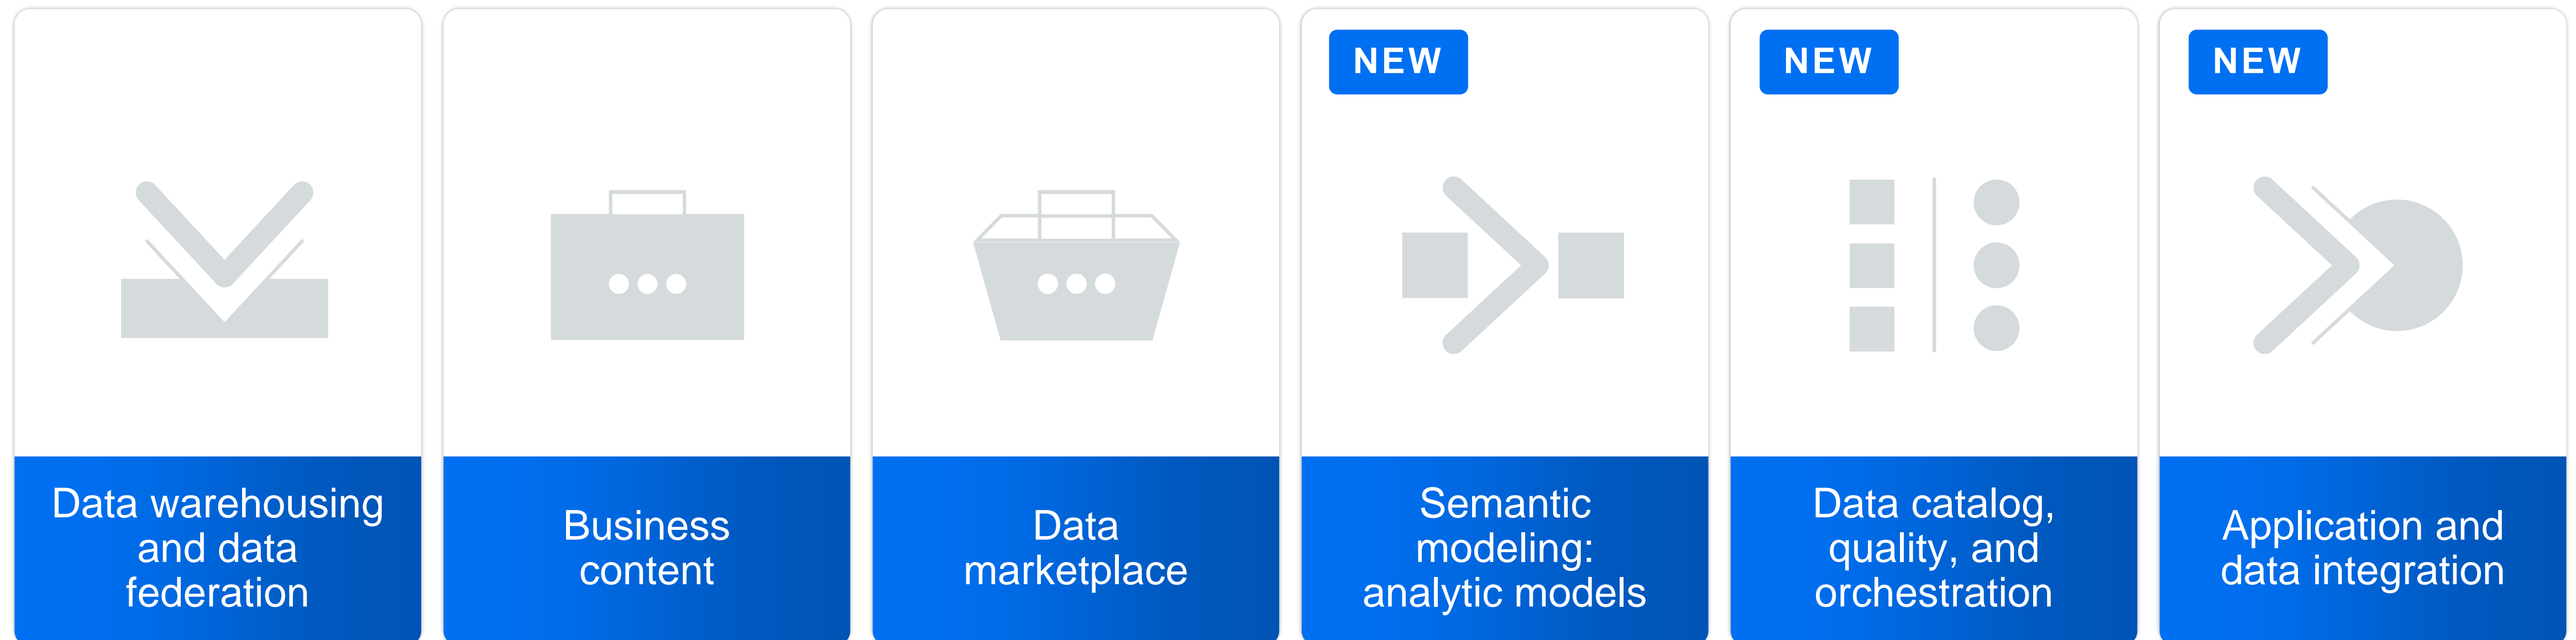 Data warehousing
and data
federation
Business
content
Data
marketplace
NEW
Semantic
modeling:
analytic models
NEW
Data catalog,
quality, and
orchestration
NEW
Application and
data integration